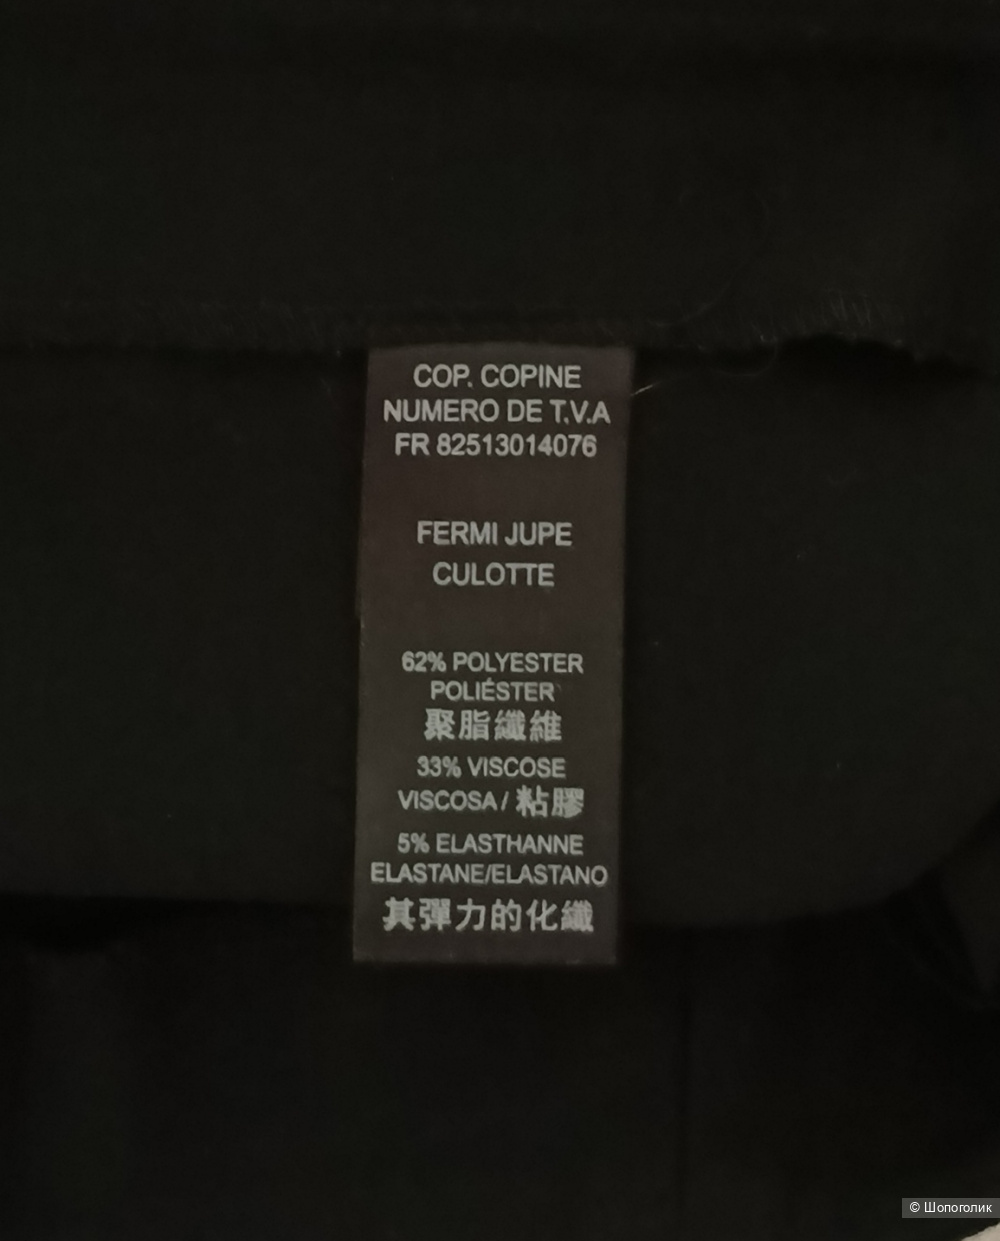 COP. COPINE
NUMERO DE T.V.A
FR 82513014076
FERMI JUPE
CULOTTE
62% POLYESTER
POLIÉSTER
聚脂纖維
33% VISCOSE
VISCOSA / 粘膠
5% ELASTHANNE
ELASTANE/ELASTANO
其彈力的化纖
© Шопоголик